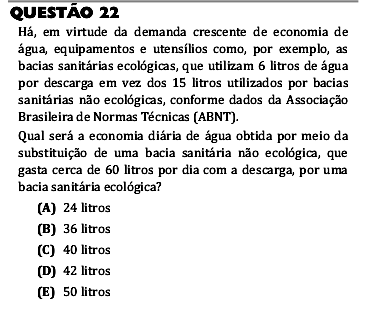 QUESTÃO 22
Há, em virtude da demanda crescente de economia de
água, equipamentos e utensílios como, por exemplo, as
bacias sanitárias ecológicas, que utilizam 6 litros de água
por descarga em vez dos 15 litros utilizados por bacias
sanitárias não ecológicas, conforme dados da Associação
Brasileira de Normas Técnicas (ABNT).
Qual será a economia diária de água obtida por meio da
substituição de uma bacia sanitária não ecológica, que
gasta cerca de 60 litros por dia com a descarga, por uma
bacia sanitária ecológica?
(A) 24 litros
(B) 36 litros
(C) 40 litros
(D) 42 litros
(E) 50 litros